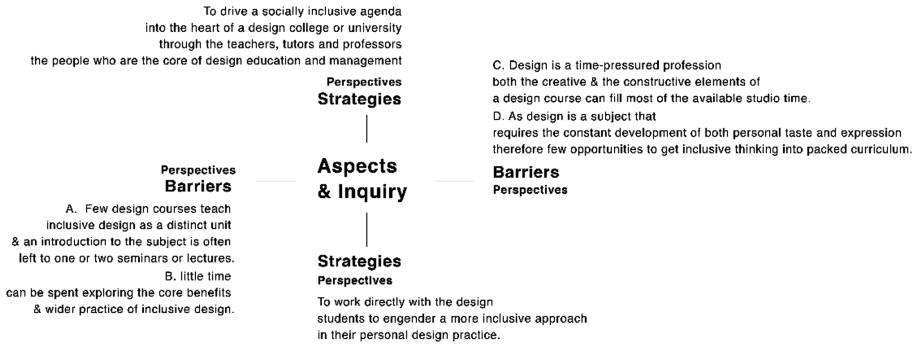 To drive a socially inclusive agenda
into the heart of a design college or university
through the teachers, tutors and professors
the people who are the core of design education and management
Perspectives
Strategies
C. Design is a time-pressured profession
both the creative & the constructive elements of
a design course can fill most of the available studio time.
D. As design is a subject that
requires the constant development of both personal taste and expression
therefore few opportunities to get inclusive thinking into packed curriculum.
Barriers
Perspectives
Aspects
& Inquiry
Perspectives
Barriers
A. Few design courses teach
inclusive design as a distinct unit
& an introduction to the subject is often
left to one or two seminars or lectures.
B. little time
can be spent exploring the core benefits
& wider practice of inclusive design.
Strategies
Perspectives
To work directly with the design
students to engender a more inclusive approach
in their personal design practice.